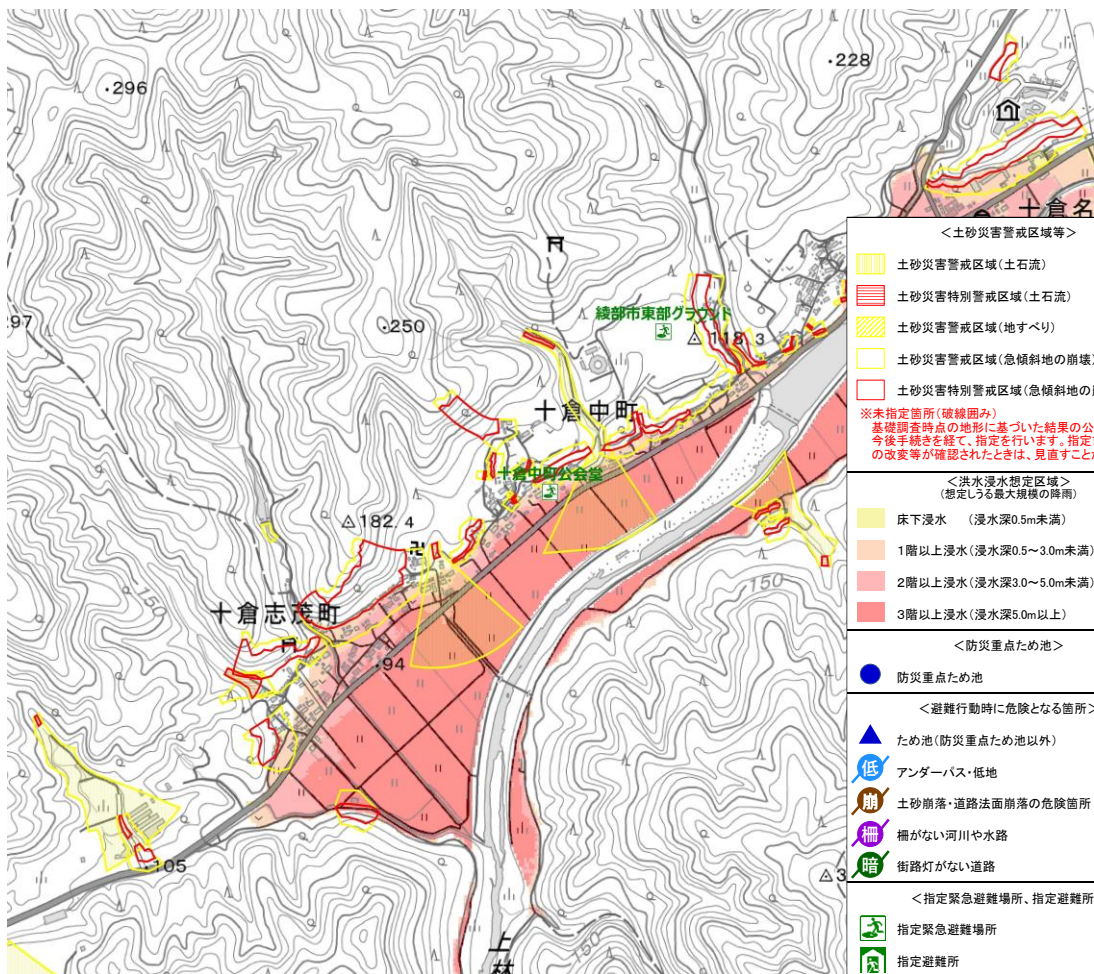 ・296
・228
十倉名
297
・250
綾部市東部グラウンド
118.3
十倉中町
十倉中町公会堂
182.4
150
150
十倉志茂町
・94
・105
50
上
林
3
＜土砂災害警戒区域等＞
土砂災害警戒区域(土石流)
土砂災害特別警戒区域(土石流)
土砂災害警戒区域(地すべり)
土砂災害警戒区域(急傾斜地の崩壊)
土砂災害特別警戒区域(急傾斜地の
※未指定箇所(破線囲み)
基礎調査時点の地形に基づいた結果の公
今後手続きを経て、指定を行います。指定
の改変等が確認されたときは、見直すこと
＜洪水浸水想定区域＞
(想定しうる最大規模の降雨)
床下浸水　(浸水深0.5m未満)
1階以上浸水(浸水深0.5～3.0m未満)
2階以上浸水(浸水深3.0～5.0m未満)
3階以上浸水(浸水深5.0m以上)
＜防災重点ため池＞
防災重点ため池
＜避難行動時に危険となる箇所＞
ため池(防災重点ため池以外)
低 アンダーパス・低地
崩 土砂崩落・道路法面崩落の危険箇所
柵 柵がない河川や水路
暗 街路灯がない道路
＜指定緊急避難場所、指定避難所
指定緊急避難場所
指定避難所